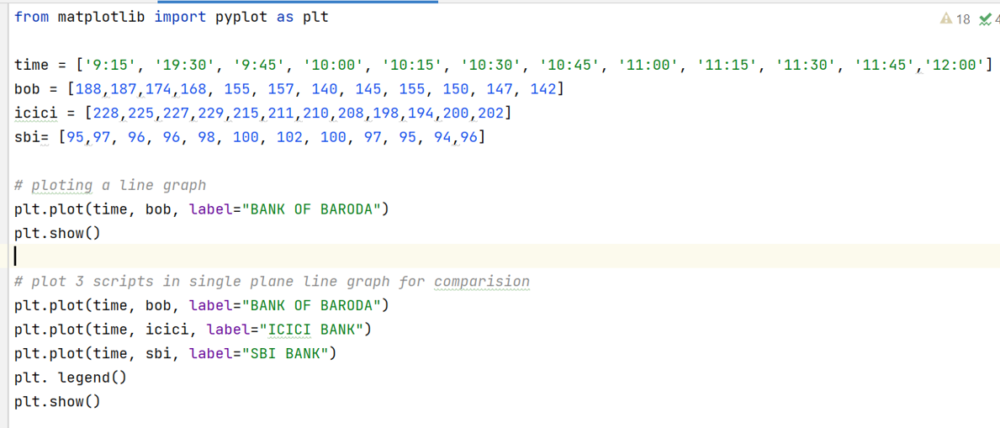 from matplotlib import pyplot as plt
18 4
time = ['9:15', '19:30', '9:45', '10:00', '10:15', '10:30', '10:45', '11:00', '11:15', '11:30', '11:45','12:00']
bob = [188,187,174,168, 155, 157, 140, 145, 155, 150, 147, 142]
icici = [228,225,227,229,215,211,210,208,198,194,200,202]
sbi= [95,97, 96, 96, 98, 100, 102, 100, 97, 95, 94,96]
# ploting a line graph
plt.plot(time, bob, label="BANK OF BARODA")
plt.show()
# plot 3 scripts in single plane line graph for comparision
plt.plot(time, bob, label="BANK OF BARODA")
plt.plot(time, icici, label="ICICI BANK")
plt.plot(time, sbi, label="SBI BANK")
plt. legend()
plt.show()